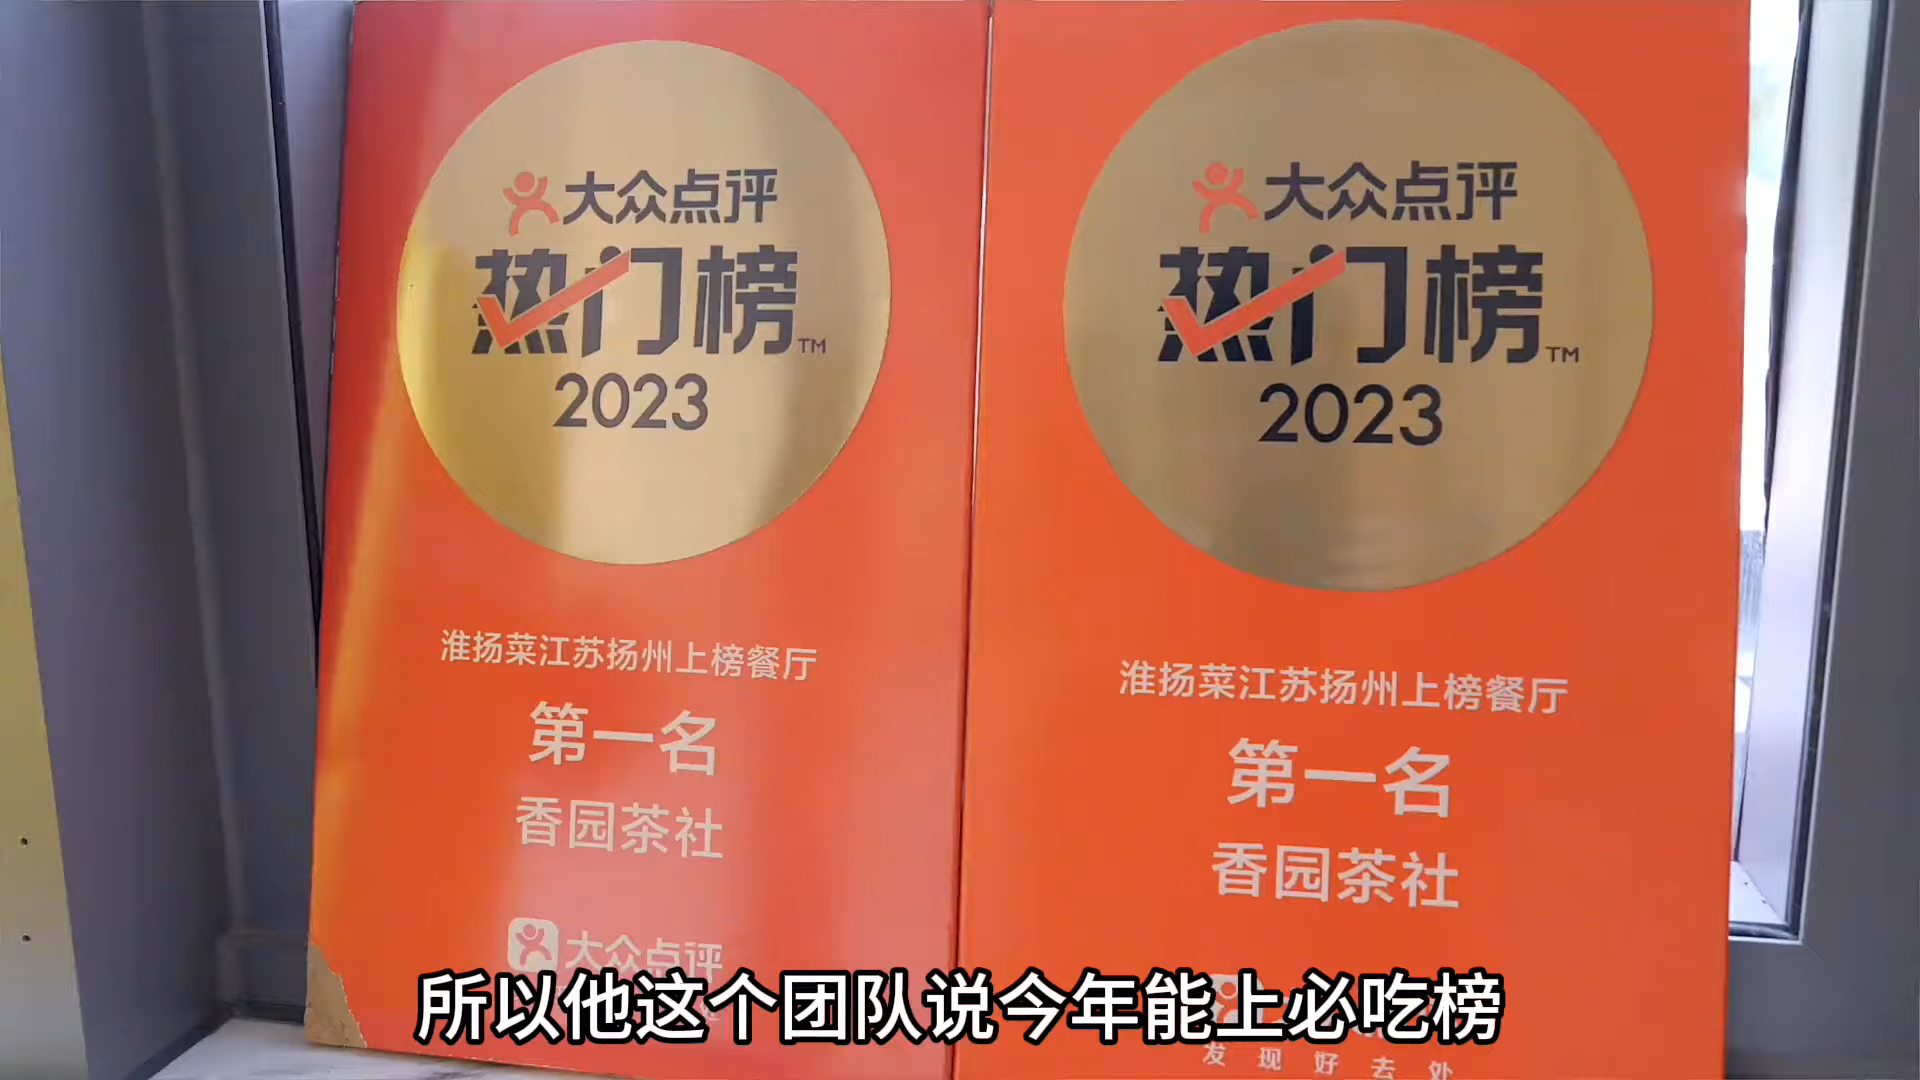 大众点评
热门榜™
2023
淮扬菜江苏扬州上榜餐厅
第一名
香园茶社
大众点评
大众点评
热门榜™
2023
淮扬菜江苏扬州上榜餐厅
第一名
香园茶社
发现好去处
所以他这个团队说今年能上必吃榜